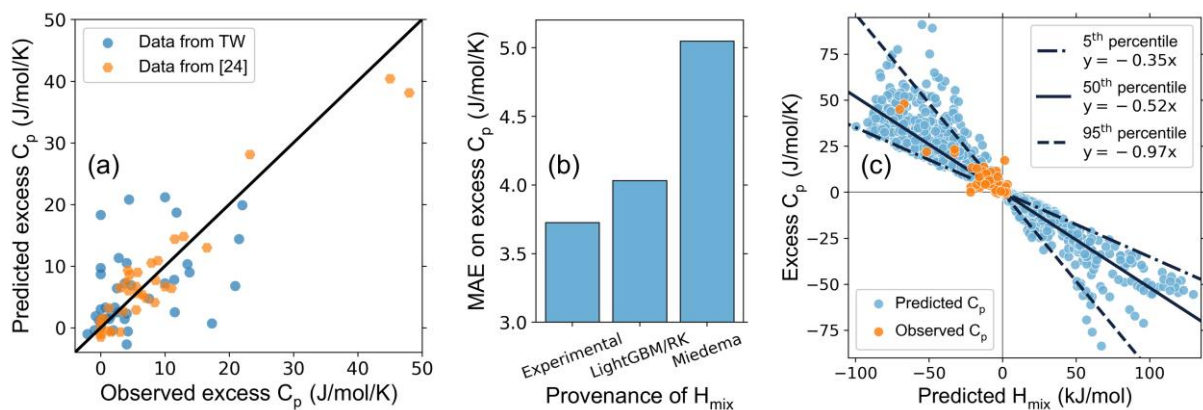 50
40
30
20
10
0
Predicted excess Cp (J/mol/K)
Data from TW
Data from [24]
(a)
0 10 20 30 40 50
Observed excess Cp (J/mol/K)
5.0
4.5
4.0
3.5
3.0
MAE on excess Cp (J/mol/K)
(b)
Experimental
LightGBM/RK
Miedema
Provenance of Hmix
75
50
25
0
−25
−50
−75
Excess Cp (J/mol/K)
(c)
5th percentile
y = − 0.35x
50th percentile
y = − 0.52x
95th percentile
y = − 0.97x
Predicted Cp
Observed Cp
−100 −50 0 50 100
Predicted Hmix (kJ/mol)